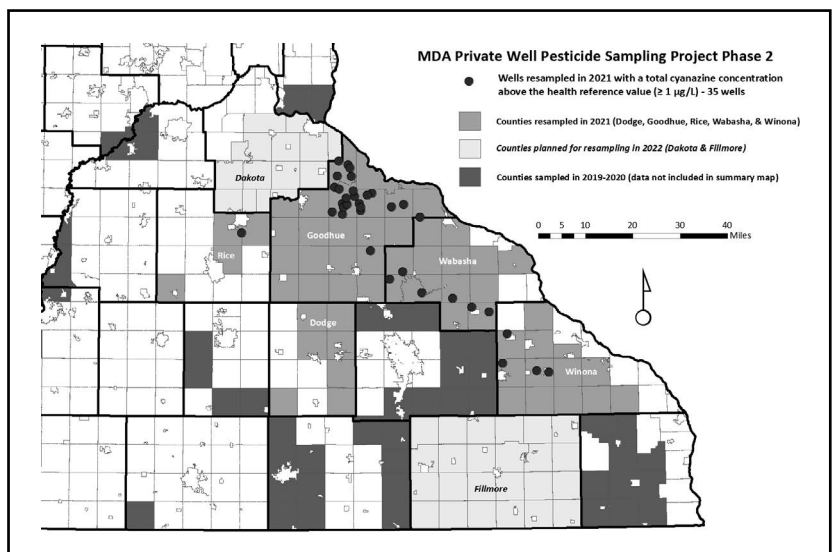 MDA Private Well Pesticide Sampling Project Phase 2
Wells resampled in 2021 with a total cyanazine concentration
above the health reference value (≥ 1 µg/L) - 35 wells
Counties resampled in 2021 (Dodge, Goodhue, Rice, Wabasha, & Winona)
Counties planned for resampling in 2022 (Dakota & Fillmore)
Counties sampled in 2019-2020 (data not included in summary map)
Dakota
0 5 10 20 30 40
Miles
Goodhue
Rice
Wabasha
Dodge
Winona
Fillmore